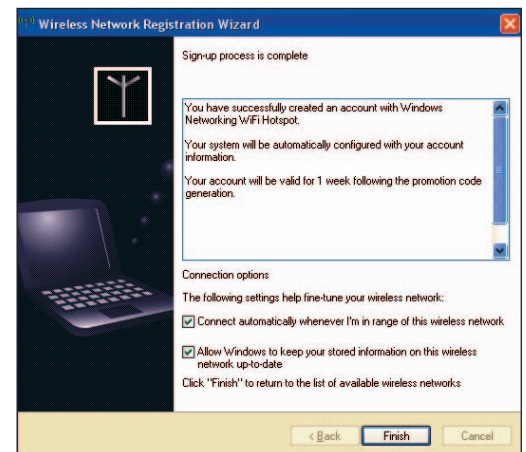 Wireless Network Registration Wizard
Sign-up process is complete
You have successfully created an account with Windows
Networking WiFi Hotspot.
Your system will be automatically configured with your account
information.
Your account will be valid for 1 week following the promotion code
generation.
Connection options
The following settings help fine-tune your wireless network:
Connect automatically whenever I'm in range of this wireless network
Allow Windows to keep your stored information on this wireless
network up-to-date
Click "Finish" to return to the list of available wireless networks
< Back Finish Cancel